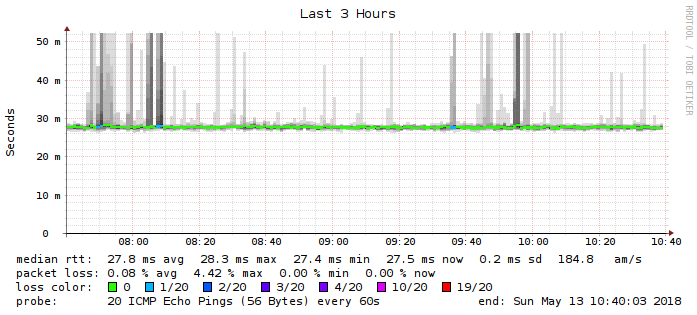 Last 3 Hours
RRDTOOL / TOBI OETIKER
Seconds
50 m
40 m
30 m
20 m
10 m
0
08:00 08:20 08:40 09:00 09:20 09:40 10:00 10:20 10:40
median rtt: 27.8 ms avg 28.3 ms max 27.4 ms min 27.5 ms now 0.2 ms sd 184.8 am/s
packet loss: 0.08 % avg 4.42 % max 0.00 % min 0.00 % now
loss color: 0 1/20 2/20 3/20 4/20 10/20 19/20
probe: 20 ICMP Echo Pings (56 Bytes) every 60s end: Sun May 13 10:40:03 2018